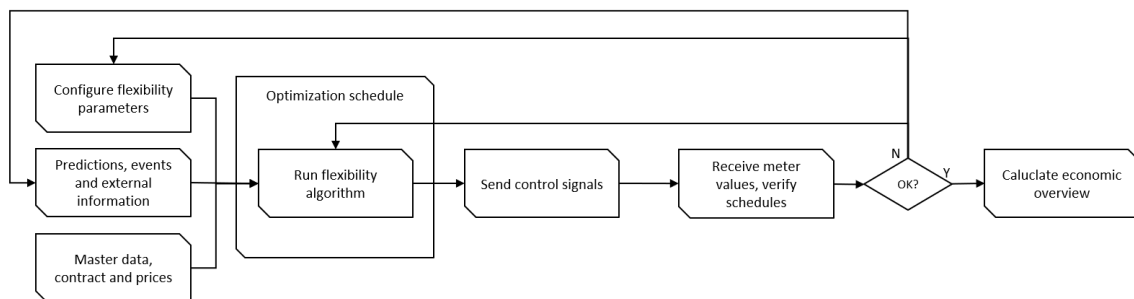 Configure flexibility
parameters
Optimization schedule
Predictions, events
and external
information
Run flexibility
algorithm
Send control signals
Receive meter
values, verify
schedules
N
OK?
Y
Caluclate economic
overview
Master data,
contract and prices